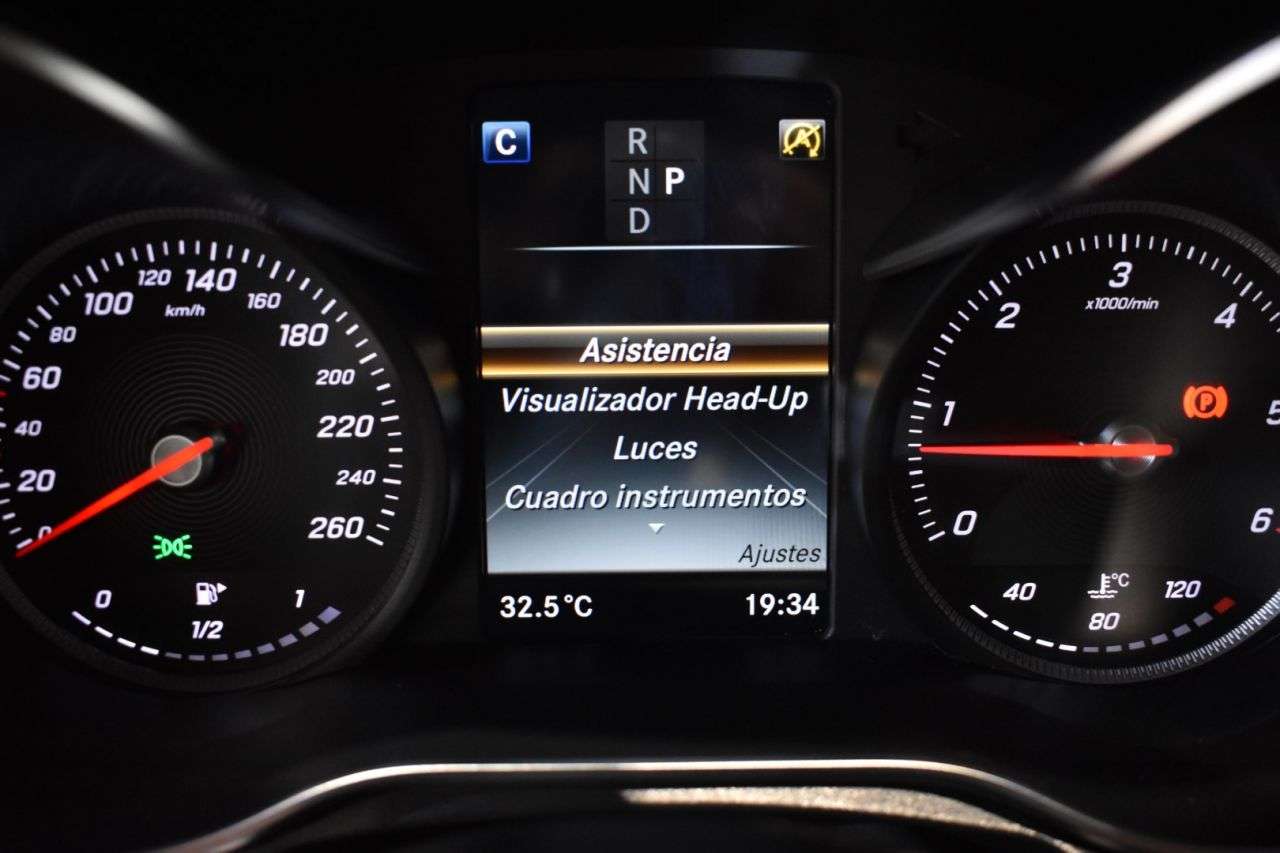 C
R
N P
D
A
Asistencia
Visualizador Head-Up
Luces
Cuadro instrumentos
Ajustes
32.5°C
19:34
0
20
40
60
80
100
120
140
160
180
200
220
240
260
km/h
0
1/2
1
0
1
2
3
4
5
6
x1000/min
P
40
°C
80
120